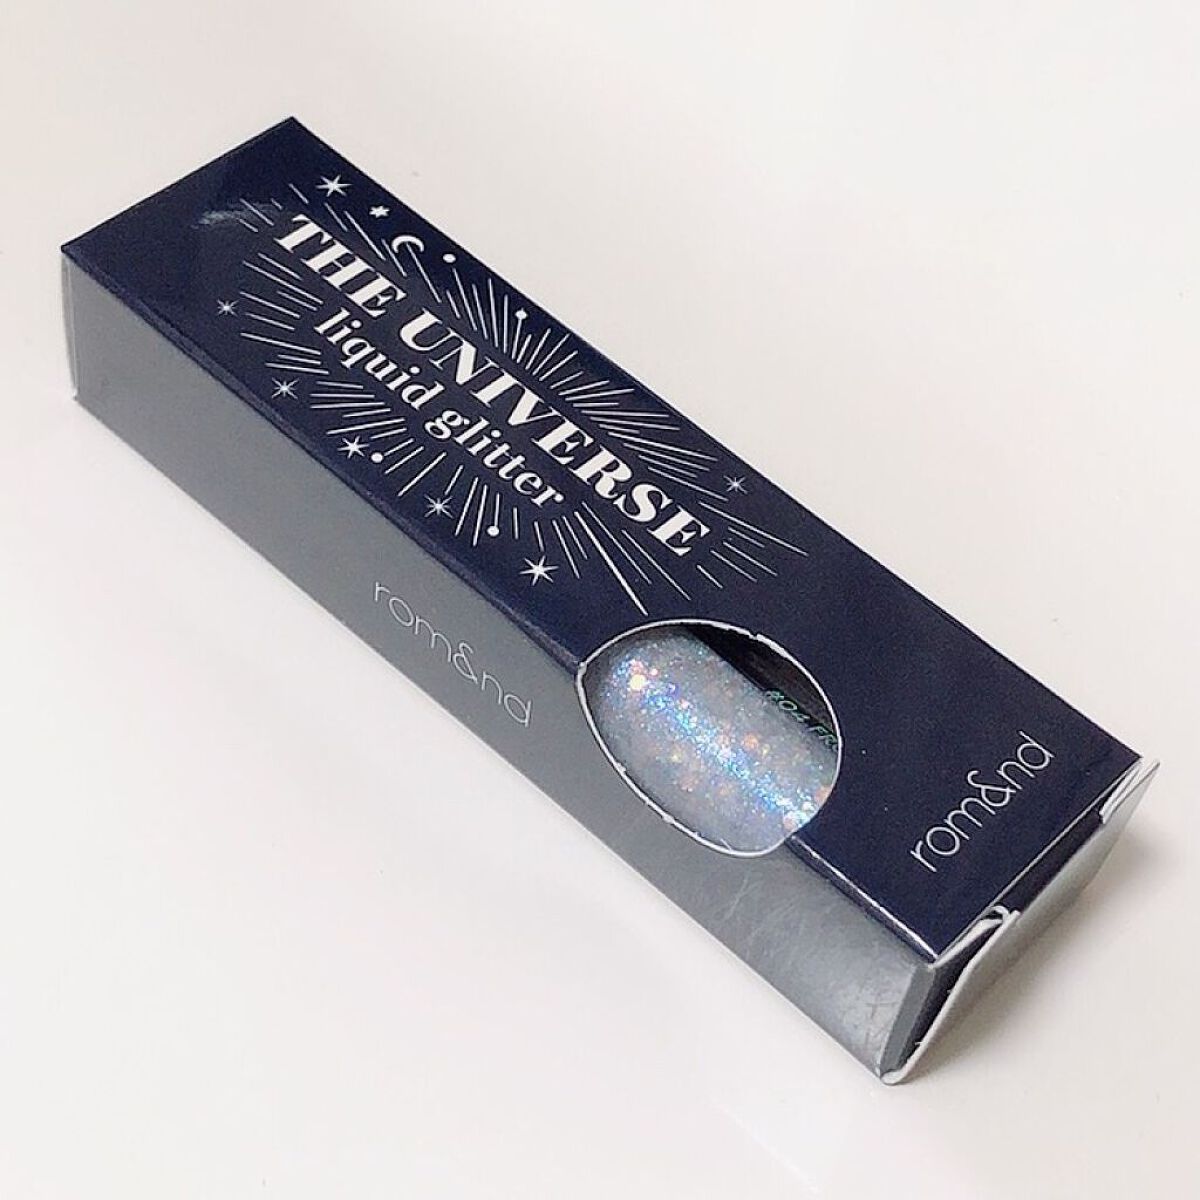 THE UNIVERSE
liquid glitter
rom&nd
rom&nd